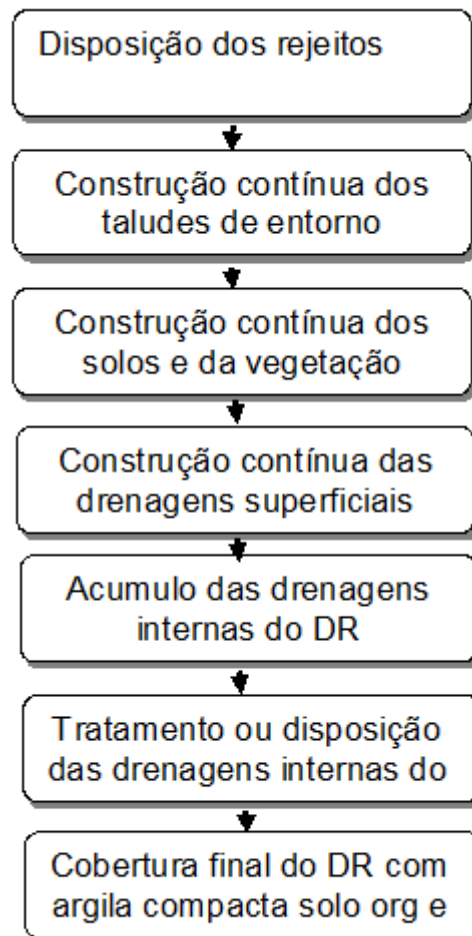 Disposição dos rejeitos
Construção contínua dos
taludes de entorno
Construção contínua dos
solos e da vegetação
Construção contínua das
drenagens superficiais
Acumulo das drenagens
internas do DR
Tratamento ou disposição
das drenagens internas do
Cobertura final do DR com
argila compacta solo org e